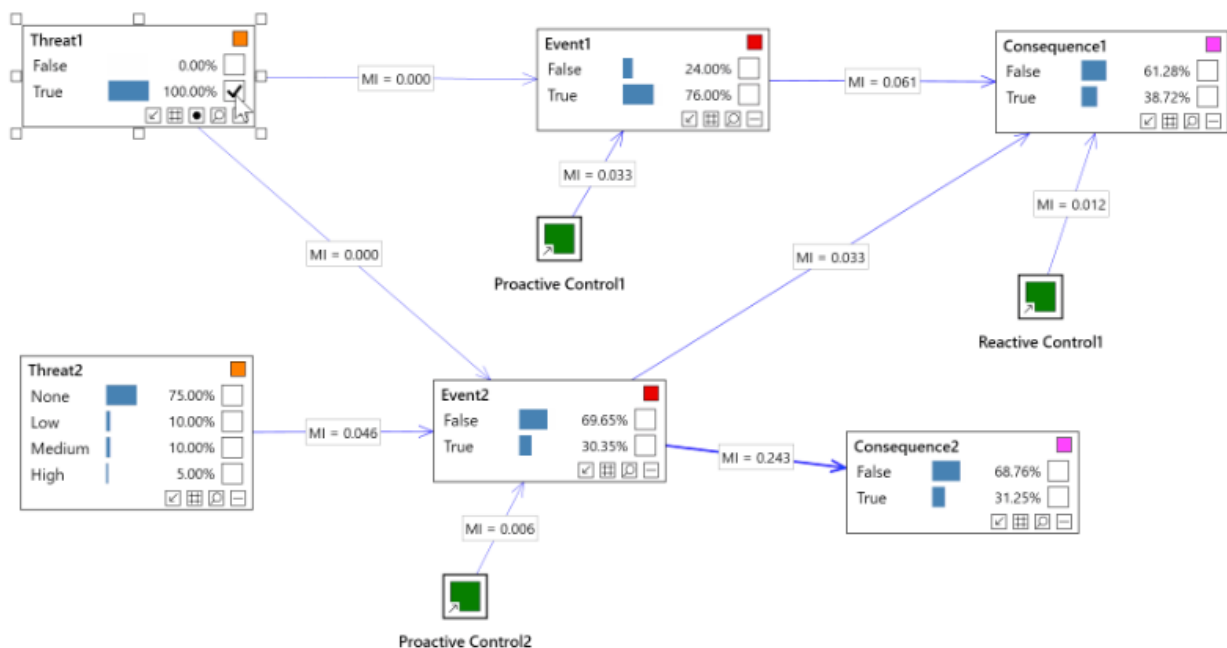 Threat1
False 0.00%
True 100.00%
MI = 0.000
Event1
False 24.00%
True 76.00%
MI = 0.061
Consequence1
False 61.28%
True 38.72%
MI = 0.033
Proactive Control1
MI = 0.012
Reactive Control1
MI = 0.000
MI = 0.033
Threat2
None 75.00%
Low 10.00%
Medium 10.00%
High 5.00%
MI = 0.046
Event2
False 69.65%
True 30.35%
MI = 0.243
Consequence2
False 68.76%
True 31.25%
MI = 0.006
Proactive Control2